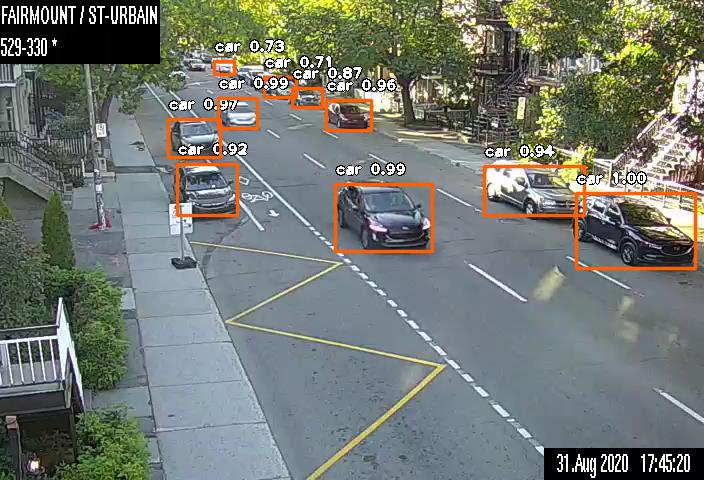 FAIRMOUNT / ST-URBAIN
529-330 *
car 0.73
car 0.71
car 0.87
car 0.99
car 0.96
car 0.97
car 0.92
car 0.94
car 0.99
car 1.00
31.Aug 2020 17:45:20